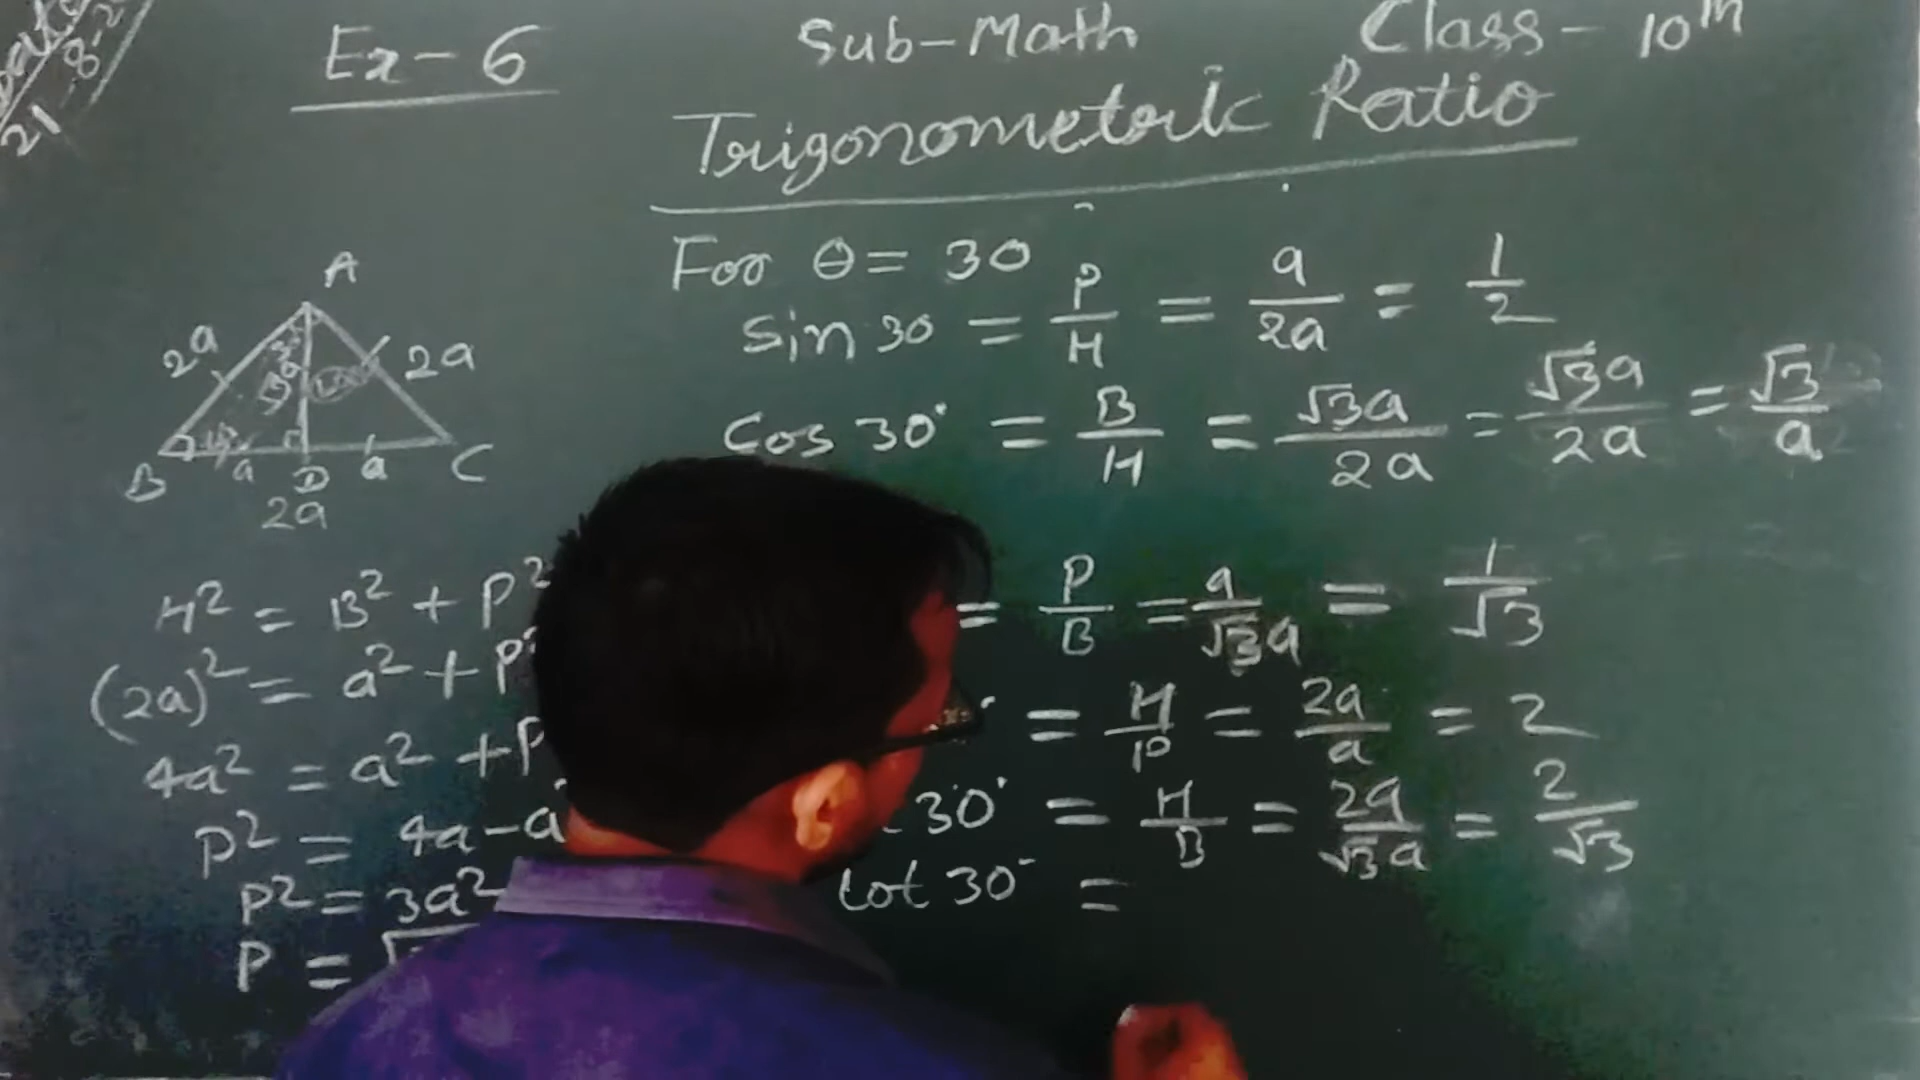 21
Ex-6
Sub-Math
Class-10th
Trigonometric Ratio
A
2a
2a
B
a
D
a
C
2a
For θ = 30
sin 30 = P/H = a/2a = 1/2
Cos 30° = B/H = √3a/2a = √3a/2a = √3/a
= P/B = a/√3a = 1/√3
= H/P = 2a/a = 2
30° = H/B = 2a/√3a = 2/√3
Cot 30° =
H² = B² + P²
(2a)² = a² + P²
4a² = a² + P
P² = 4a - a
P² = 3a²
P = √